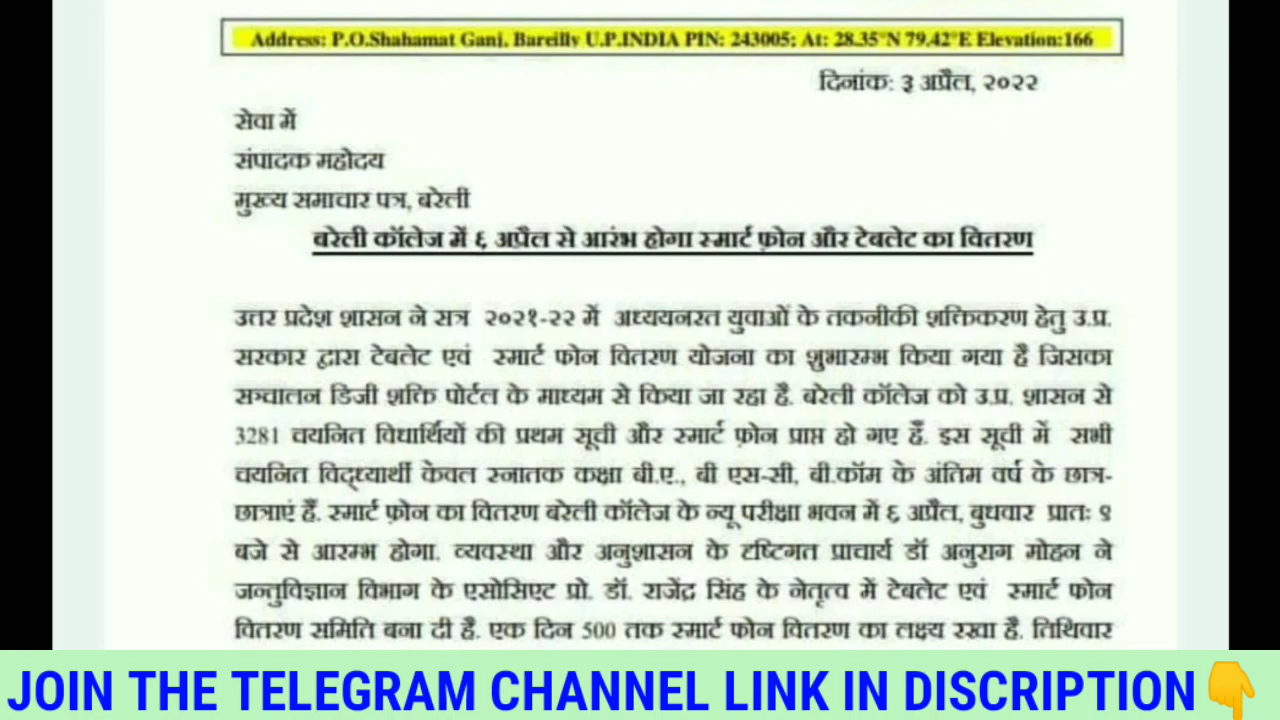 Address: P.O.Shahamat Ganj, Bareilly U.P.INDIA PIN: 243005; At: 28.35°N 79.42°E Elevation:166
दिनांक: ३ अप्रैल, २०२२
सेवा में
संपादक महोदय
मुख्य समाचार पत्र, बरेली
बरेली कॉलेज में ६ अप्रैल से आरंभ होगा स्मार्ट फ़ोन और टेबलेट का वितरण
उत्तर प्रदेश शासन ने सत्र २०२१-२२ में अध्ययनरत युवाओं के तकनीकी शक्तिकरण हेतु उ.प्र.
सरकार द्वारा टेबलेट एवं स्मार्ट फोन वितरण योजना का शुभारम्भ किया गया है जिसका
सञ्चालन डिजी शक्ति पोर्टल के माध्यम से किया जा रहा है. बरेली कॉलेज को उ.प्र. शासन से
3281 चयनित विद्यार्थियों की प्रथम सूची और स्मार्ट फ़ोन प्राप्त हो गए हैं. इस सूची में सभी
चयनित विद्ध्यार्थी केवल स्नातक कक्षा बी.ए., बी एस-सी, बी.कॉम के अंतिम वर्ष के छात्र-
छात्राएं हैं. स्मार्ट फ़ोन का वितरण बरेली कॉलेज के न्यू परीक्षा भवन में ६ अप्रैल, बुधवार प्रातः ९
बजे से आरम्भ होगा. व्यवस्था और अनुशासन के दृष्टिगत प्राचार्य डॉ अनुराग मोहन ने
जन्तुविज्ञान विभाग के एसोसिएट प्रो. डॉ. राजेंद्र सिंह के नेतृत्व में टेबलेट एवं स्मार्ट फोन
वितरण समिति बना दी है. एक दिन 500 तक स्मार्ट फोन वितरण का लक्ष्य रखा है. तिथिवार
JOIN THE TELEGRAM CHANNEL LINK IN DISCRIPTION👇